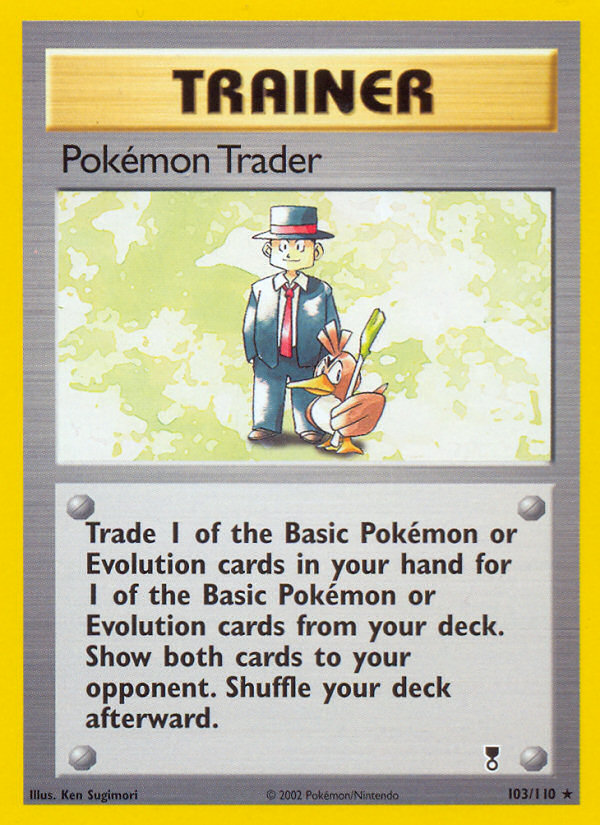 TRAINER
Pokémon Trader
Trade 1 of the Basic Pokémon or
Evolution cards in your hand for
1 of the Basic Pokémon or
Evolution cards from your deck.
Show both cards to your
opponent. Shuffle your deck
afterward.
Illus. Ken Sugimori © 2002 Pokémon/Nintendo 103/110 ★